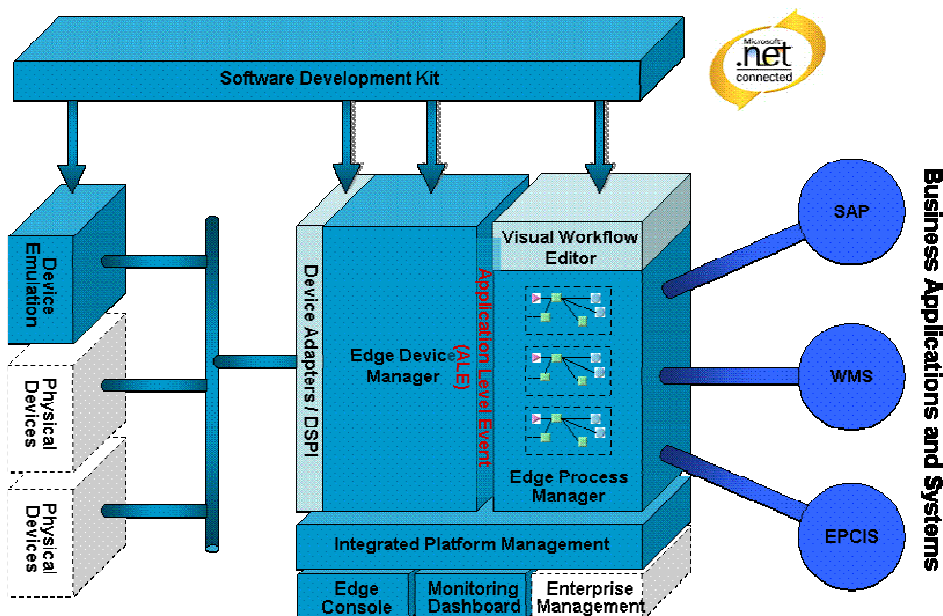 Microsoft
.net
connected
Software Development Kit
Device
Emulation
Physical
Devices
Physical
Devices
Device Adapters / DSPI
Edge Device
Manager
Application Level Event
(ALE)
Visual Workflow
Editor
Edge Process
Manager
Integrated Platform Management
Edge
Console
Monitoring
Dashboard
Enterprise
Management
SAP
WMS
EPCIS
Business Applications and Systems